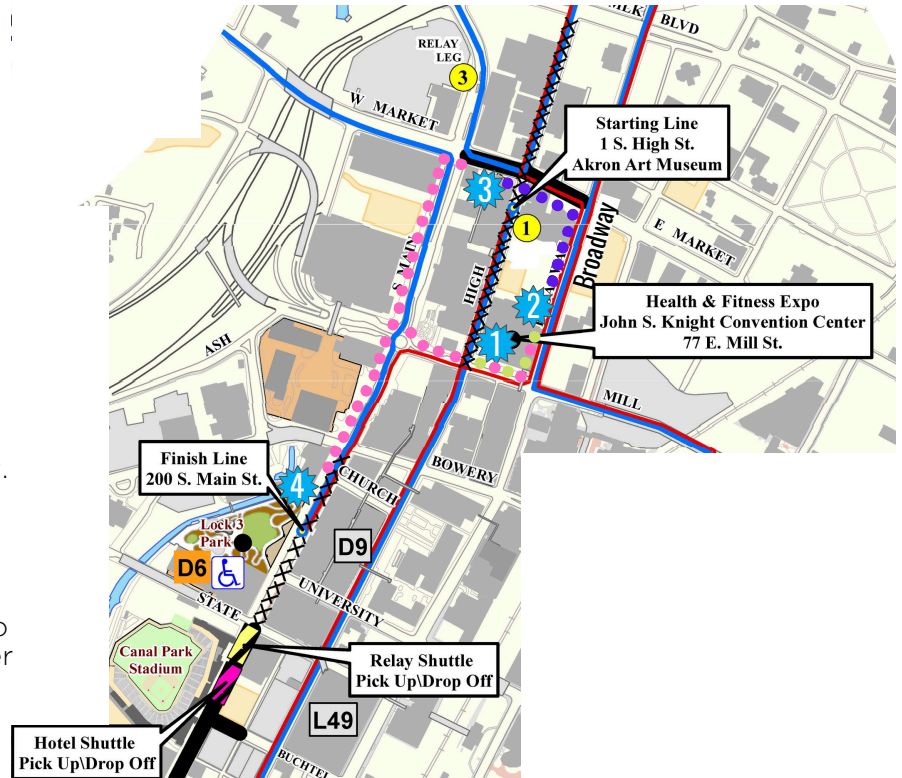 MLK BLVD
RELAY
LEG
3
W MARKET
Starting Line
1 S. High St.
Akron Art Museum
3
1
Broadway
E MARKET
S MAIN
HIGH
2
Health & Fitness Expo
John S. Knight Convention Center
77 E. Mill St.
1
ASH
MILL
Finish Line
200 S. Main St.
4
CHURCH
BOWERY
.
Lock 3
Park
D9
D6
UNIVERSITY
STATE
er
Canal Park
Stadium
Relay Shuttle
Pick Up\Drop Off
L49
Hotel Shuttle
Pick Up\Drop Off
BUCHTEL